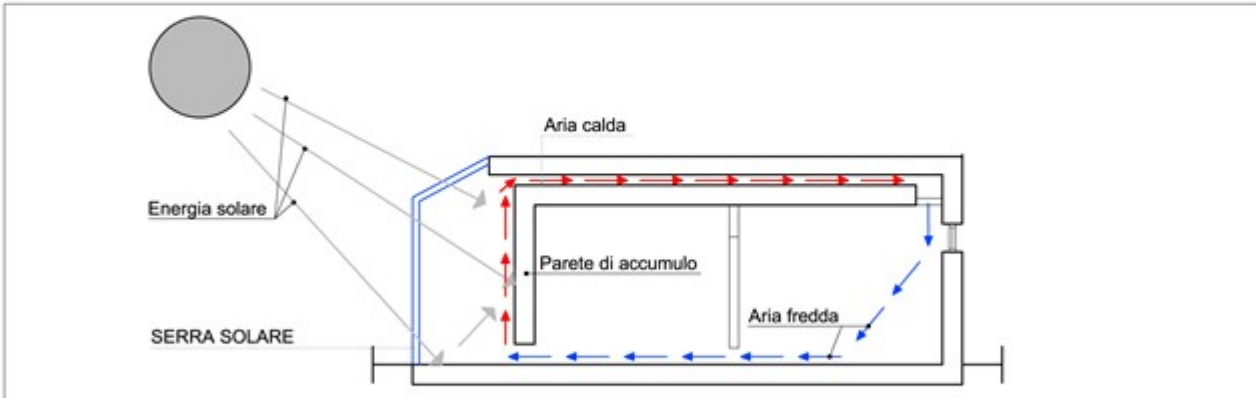 Aria calda
Energia solare
Parete di accumulo
Aria fredda
SERRA SOLARE